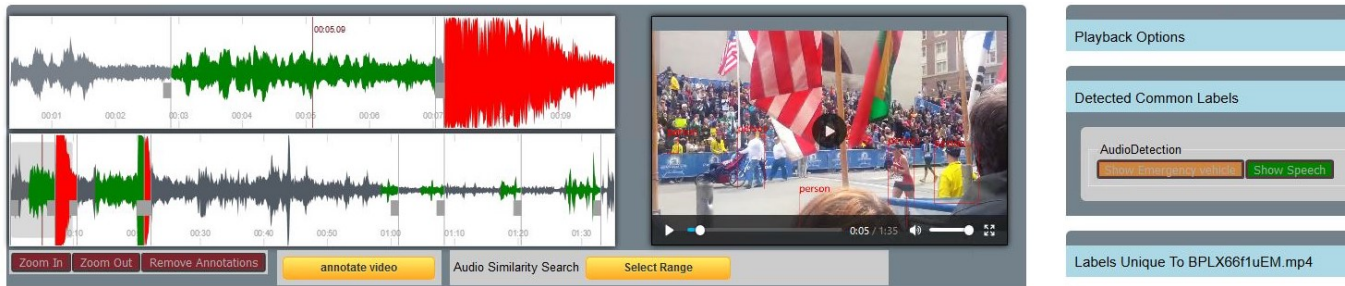 00:05.09
00:01 00:02 00:03 00:04 00:05 00:06 00:07 00:09
00:30 00:40 00:50 01:00 01:10 01:20 01:30
person
0:05 / 1:35
Zoom In Zoom Out Remove Annotations annotate video Audio Similarity Search Select Range
Playback Options
Detected Common Labels
AudioDetection
Show Emergency vehicle Show Speech
Labels Unique To BPLX66f1uEM.mp4